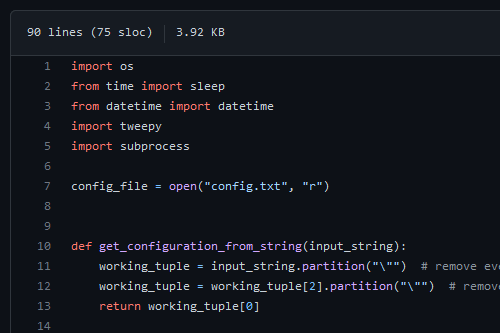 90 lines (75 sloc) 3.92 KB
1 import os
2 from time import sleep
3 from datetime import datetime
4 import tweepy
5 import subprocess
6
7 config_file = open("config.txt", "r")
8
9
10 def get_configuration_from_string(input_string):
11 working_tuple = input_string.partition("\"") # remove eve
12 working_tuple = working_tuple[2].partition("\"") # remove
13 return working_tuple[0]
14